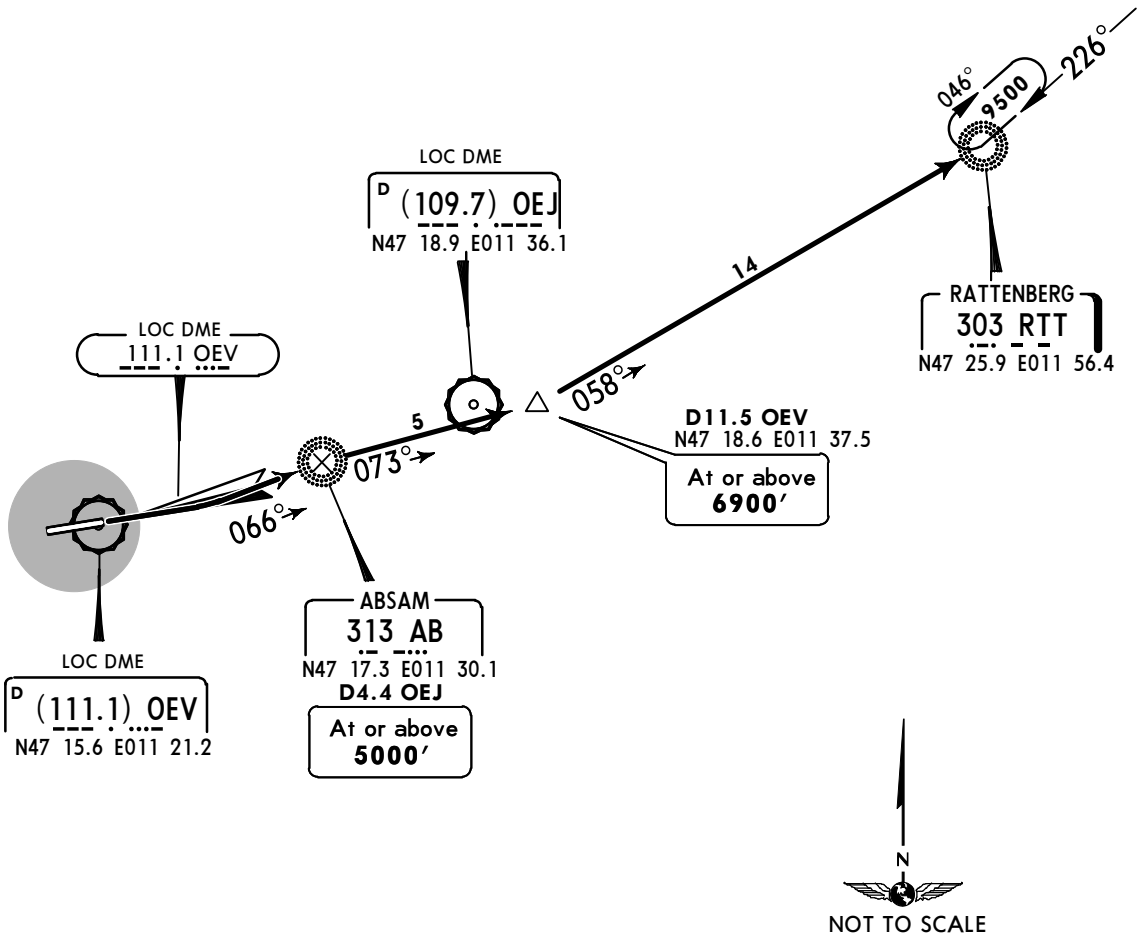 046°
9500
226°
LOC DME
D (109.7) OEJ
N47 18.9 E011 36.1
14
RATTENBERG
303 RTT
N47 25.9 E011 56.4
LOC DME
111.1 OEV
058°
5
D11.5 OEV
N47 18.6 E011 37.5
At or above
6900′
073°
066°
ABSAM
313 AB
N47 17.3 E011 30.1
D4.4 OEJ
At or above
5000′
LOC DME
D (111.1) OEV
N47 15.6 E011 21.2
N
NOT TO SCALE